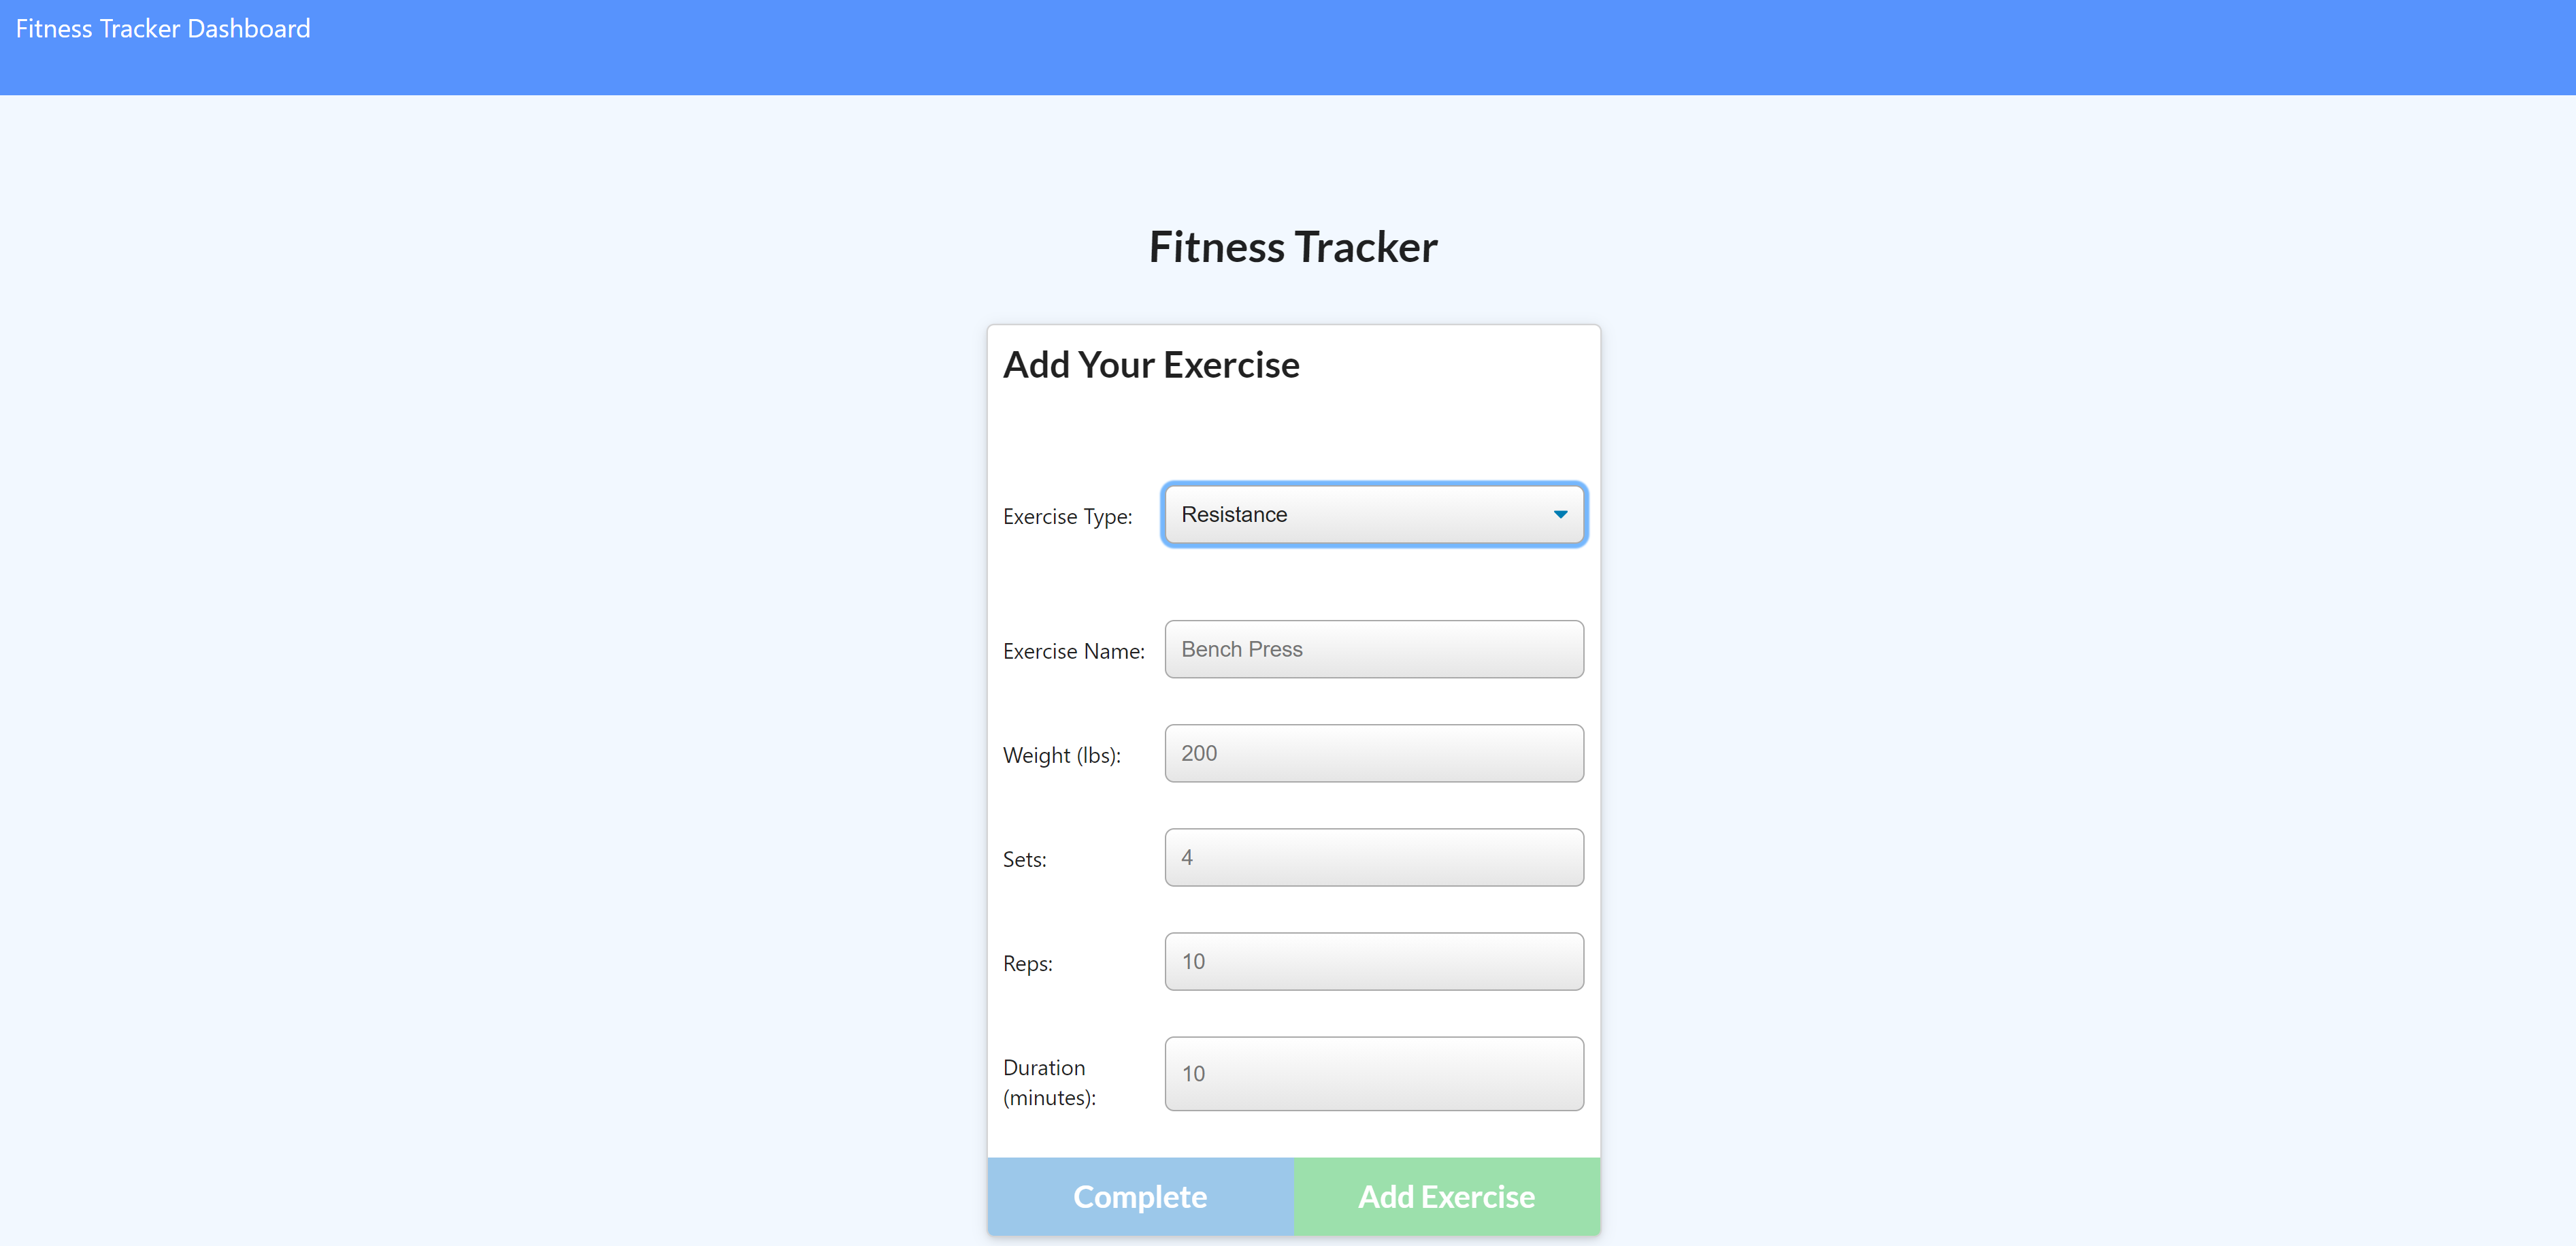 Fitness Tracker Dashboard
Fitness Tracker
Add Your Exercise
Exercise Type: Resistance
Exercise Name: Bench Press
Weight (lbs): 200
Sets: 4
Reps: 10
Duration
(minutes): 10
Complete Add Exercise